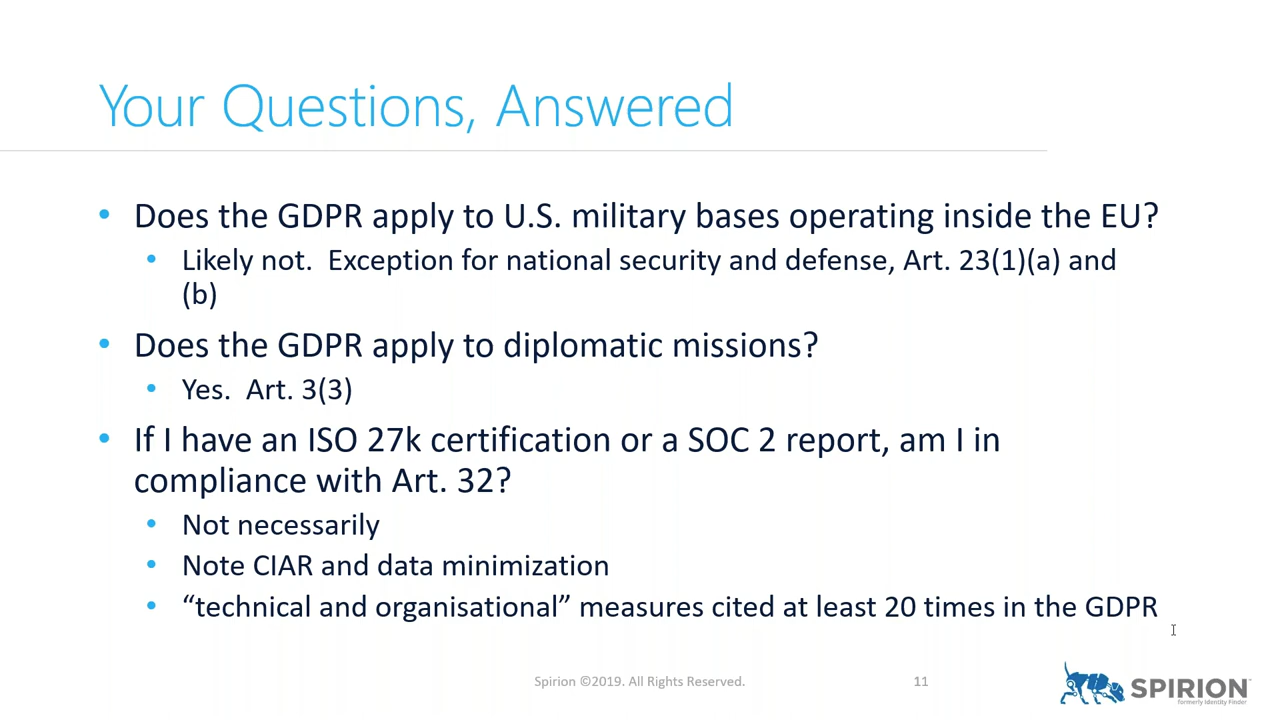 Your Questions, Answered
• Does the GDPR apply to U.S. military bases operating inside the EU?
• Likely not.  Exception for national security and defense, Art. 23(1)(a) and
(b)
• Does the GDPR apply to diplomatic missions?
• Yes.  Art. 3(3)
• If I have an ISO 27k certification or a SOC 2 report, am I in
compliance with Art. 32?
• Not necessarily
• Note CIAR and data minimization
• “technical and organisational” measures cited at least 20 times in the GDPR
Spirion ©2019. All Rights Reserved.
11
SPIRION
formerly Identity Finder